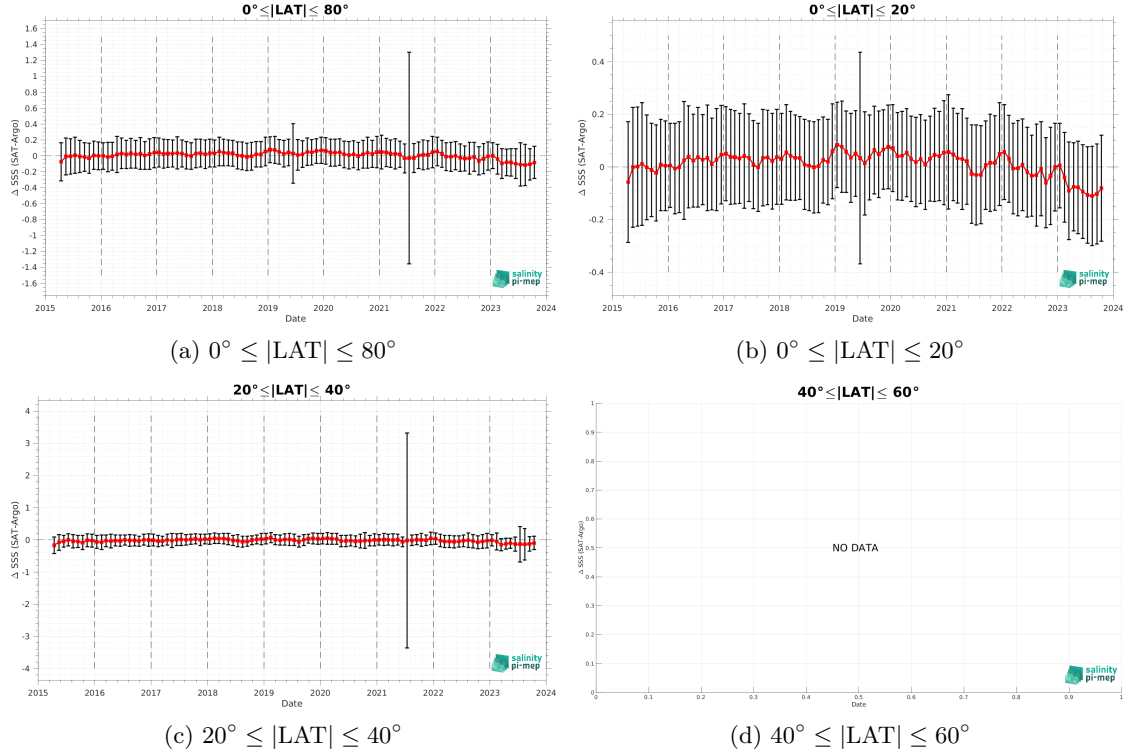 0°≤|LAT|≤ 80°
1.6
1.4
1.2
1
0.8
0.6
0.4
0.2
0
-0.2
-0.4
-0.6
-0.8
-1
-1.2
-1.4
-1.6
Δ SSS (SAT-Argo)
2015 2016 2017 2018 2019 2020 2021 2022 2023 2024
Date
salinity
pi-mep
(a) 0° ≤ |LAT| ≤ 80°
0°≤|LAT|≤ 20°
0.4
0.2
0
-0.2
-0.4
Δ SSS (SAT-Argo)
2015 2016 2017 2018 2019 2020 2021 2022 2023 2024
Date
salinity
pi-mep
(b) 0° ≤ |LAT| ≤ 20°
20°≤|LAT|≤ 40°
4
3
2
1
0
-1
-2
-3
-4
Δ SSS (SAT-Argo)
2015 2016 2017 2018 2019 2020 2021 2022 2023 2024
Date
salinity
pi-mep
(c) 20° ≤ |LAT| ≤ 40°
40°≤|LAT|≤ 60°
1
0.9
0.8
0.7
0.6
0.5
0.4
0.3
0.2
0.1
0
Δ SSS (SAT-Argo)
NO DATA
0 0.1 0.2 0.3 0.4 0.5 0.6 0.7 0.8 0.9 1
Date
salinity
pi-mep
(d) 40° ≤ |LAT| ≤ 60°